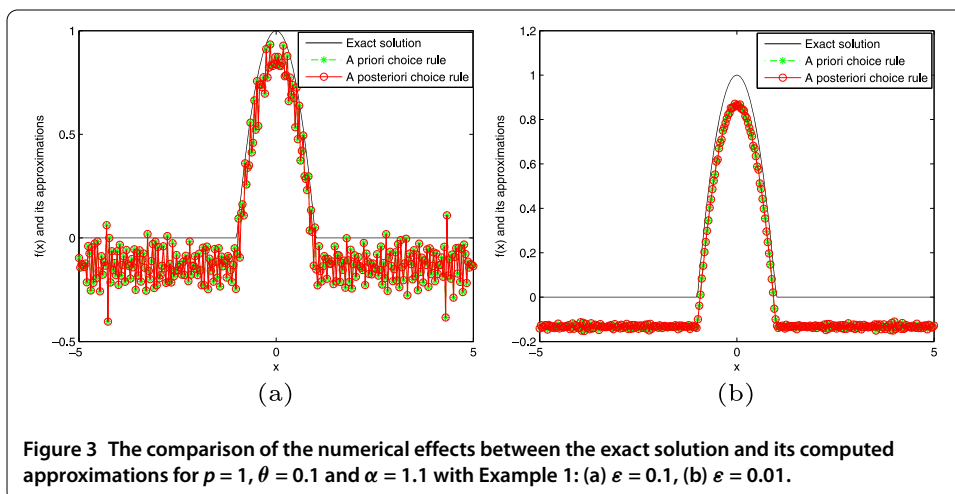 1
0.5
0
−0.5
−5
0
5
f(x) and its approximations
x
Exact solution
A priori choice rule
A posteriori choice rule
(a)
1.2
1
0.8
0.6
0.4
0.2
0
−0.2
−5
0
5
f(x) and its approximations
x
Exact solution
A priori choice rule
A posteriori choice rule
(b)
Figure 3 The comparison of the numerical effects between the exact solution and its computed
approximations for p = 1, θ = 0.1 and α = 1.1 with Example 1: (a) ε = 0.1, (b) ε = 0.01.